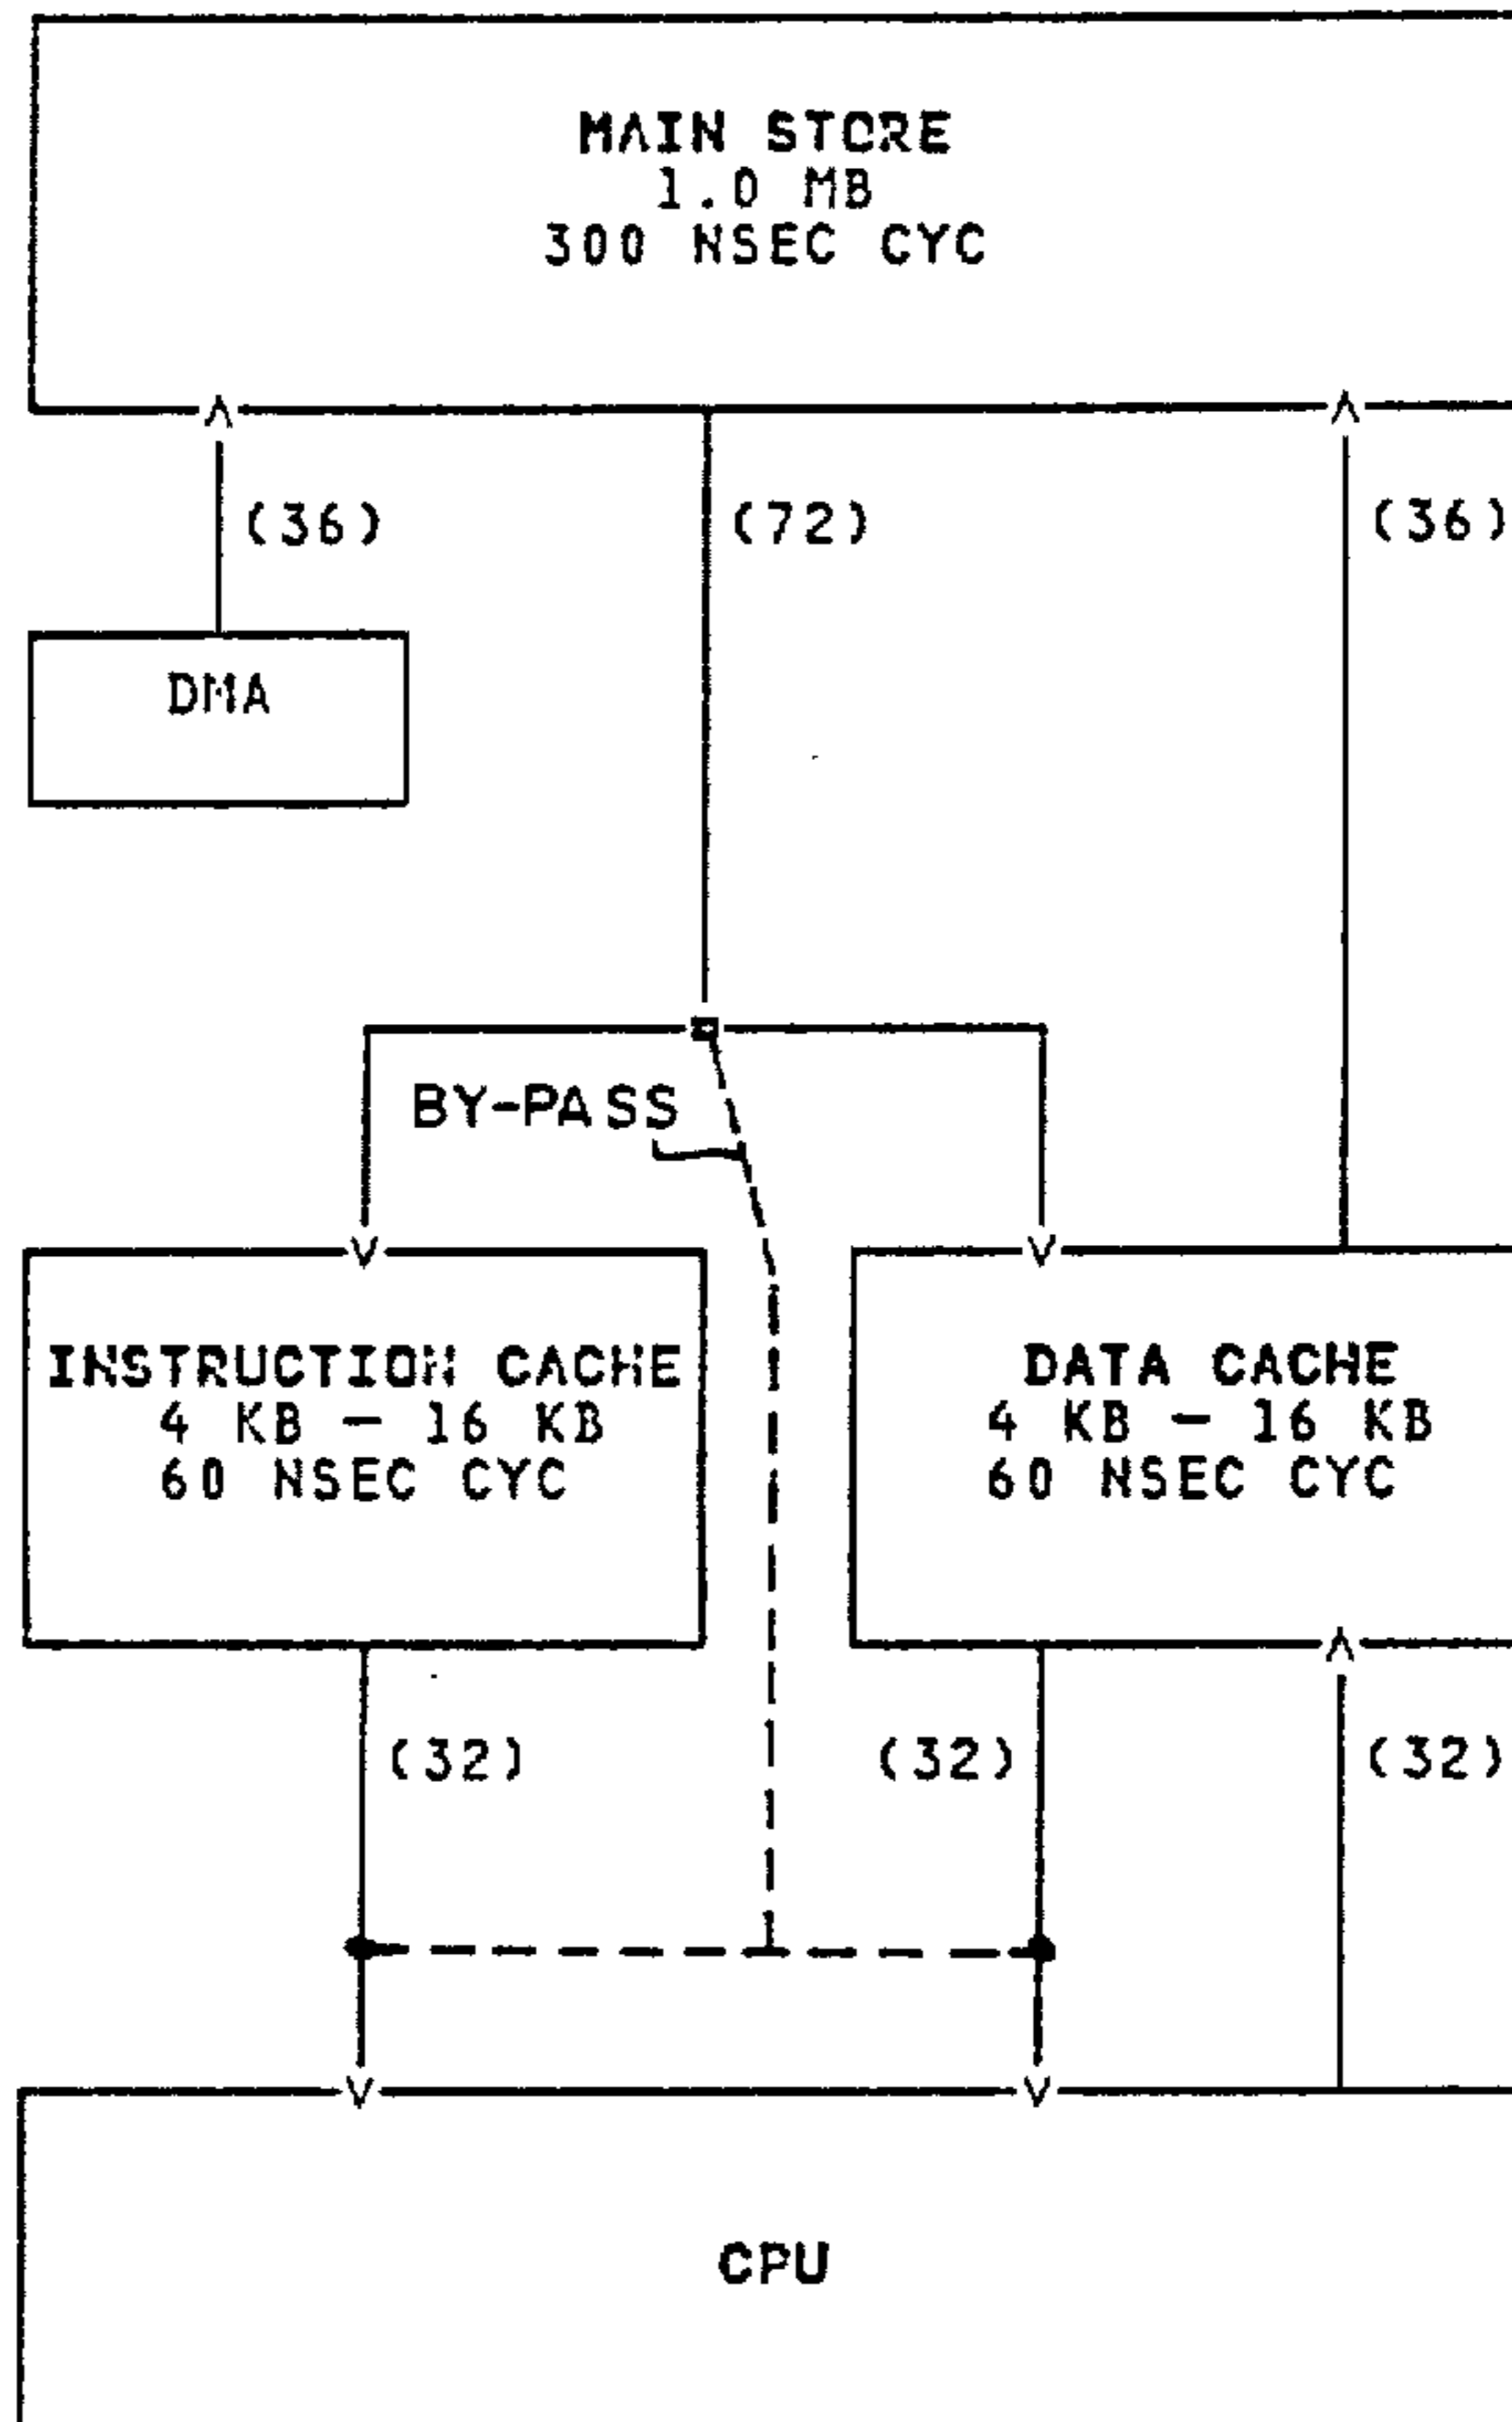 MAIN STORE
1.0 MB
300 NSEC CYC
(36)
(72)
(36)
DMA
BY-PASS
INSTRUCTION CACHE
4 KB - 16 KB
60 NSEC CYC
DATA CACHE
4 KB - 16 KB
60 NSEC CYC
(32)
(32)
(32)
CPU